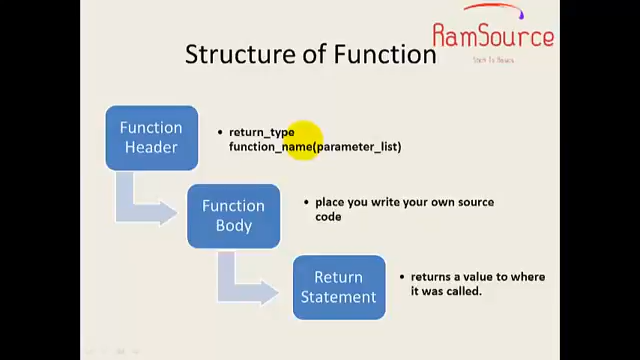 RamSource
Structure of Function
Function
Header
• return_type
function_name(parameter_list)
Function
Body
• place you write your own source
code
Return
Statement
• returns a value to where
it was called.